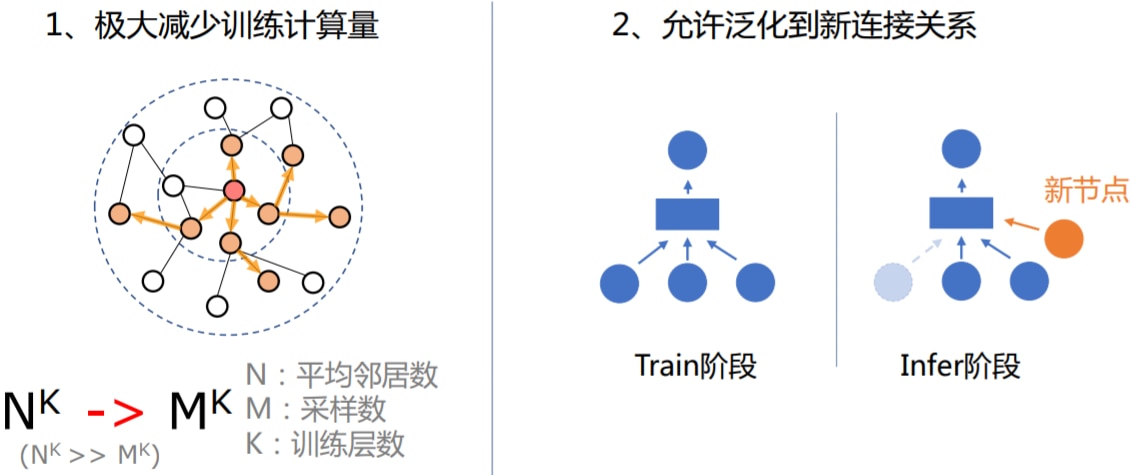 1、极大减少训练计算量
N^K -> M^K
(N^K >> M^K)
N：平均邻居数
M：采样数
K：训练层数
2、允许泛化到新连接关系
新节点
Train阶段
Infer阶段